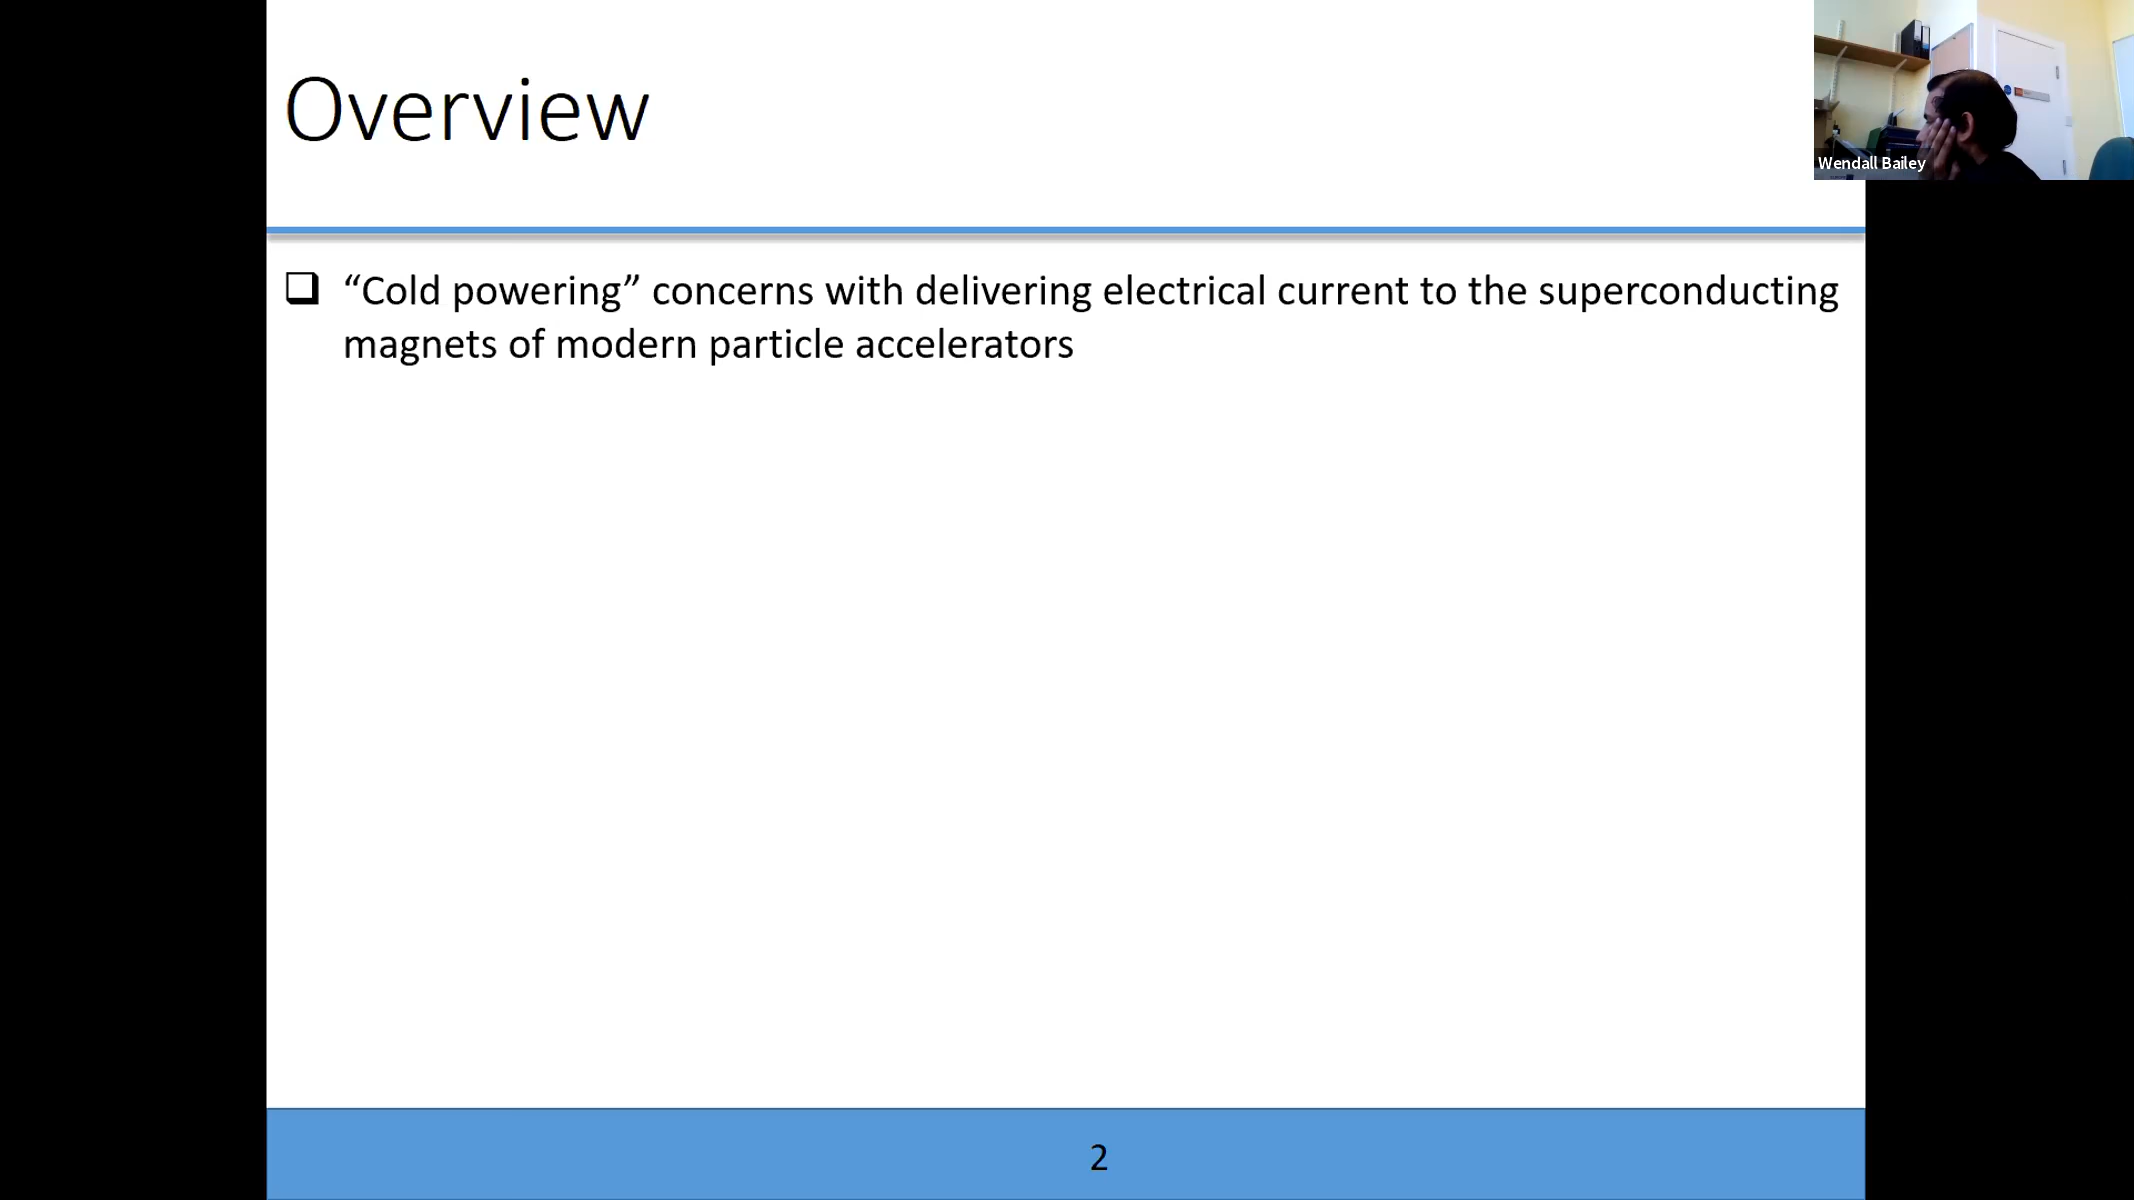 Overview
Wendall Bailey
“Cold powering” concerns with delivering electrical current to the superconducting
magnets of modern particle accelerators
2